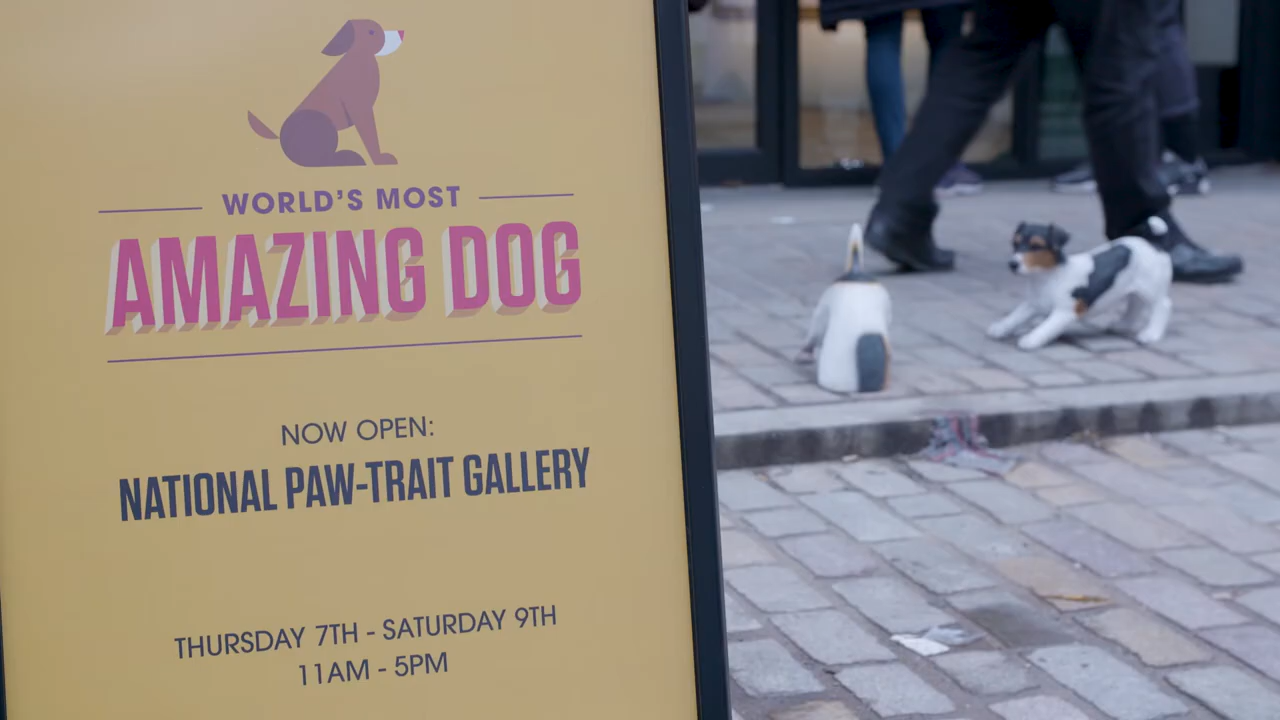 WORLD'S MOST
AMAZING DOG
NOW OPEN:
NATIONAL PAW-TRAIT GALLERY
THURSDAY 7TH - SATURDAY 9TH
11AM - 5PM